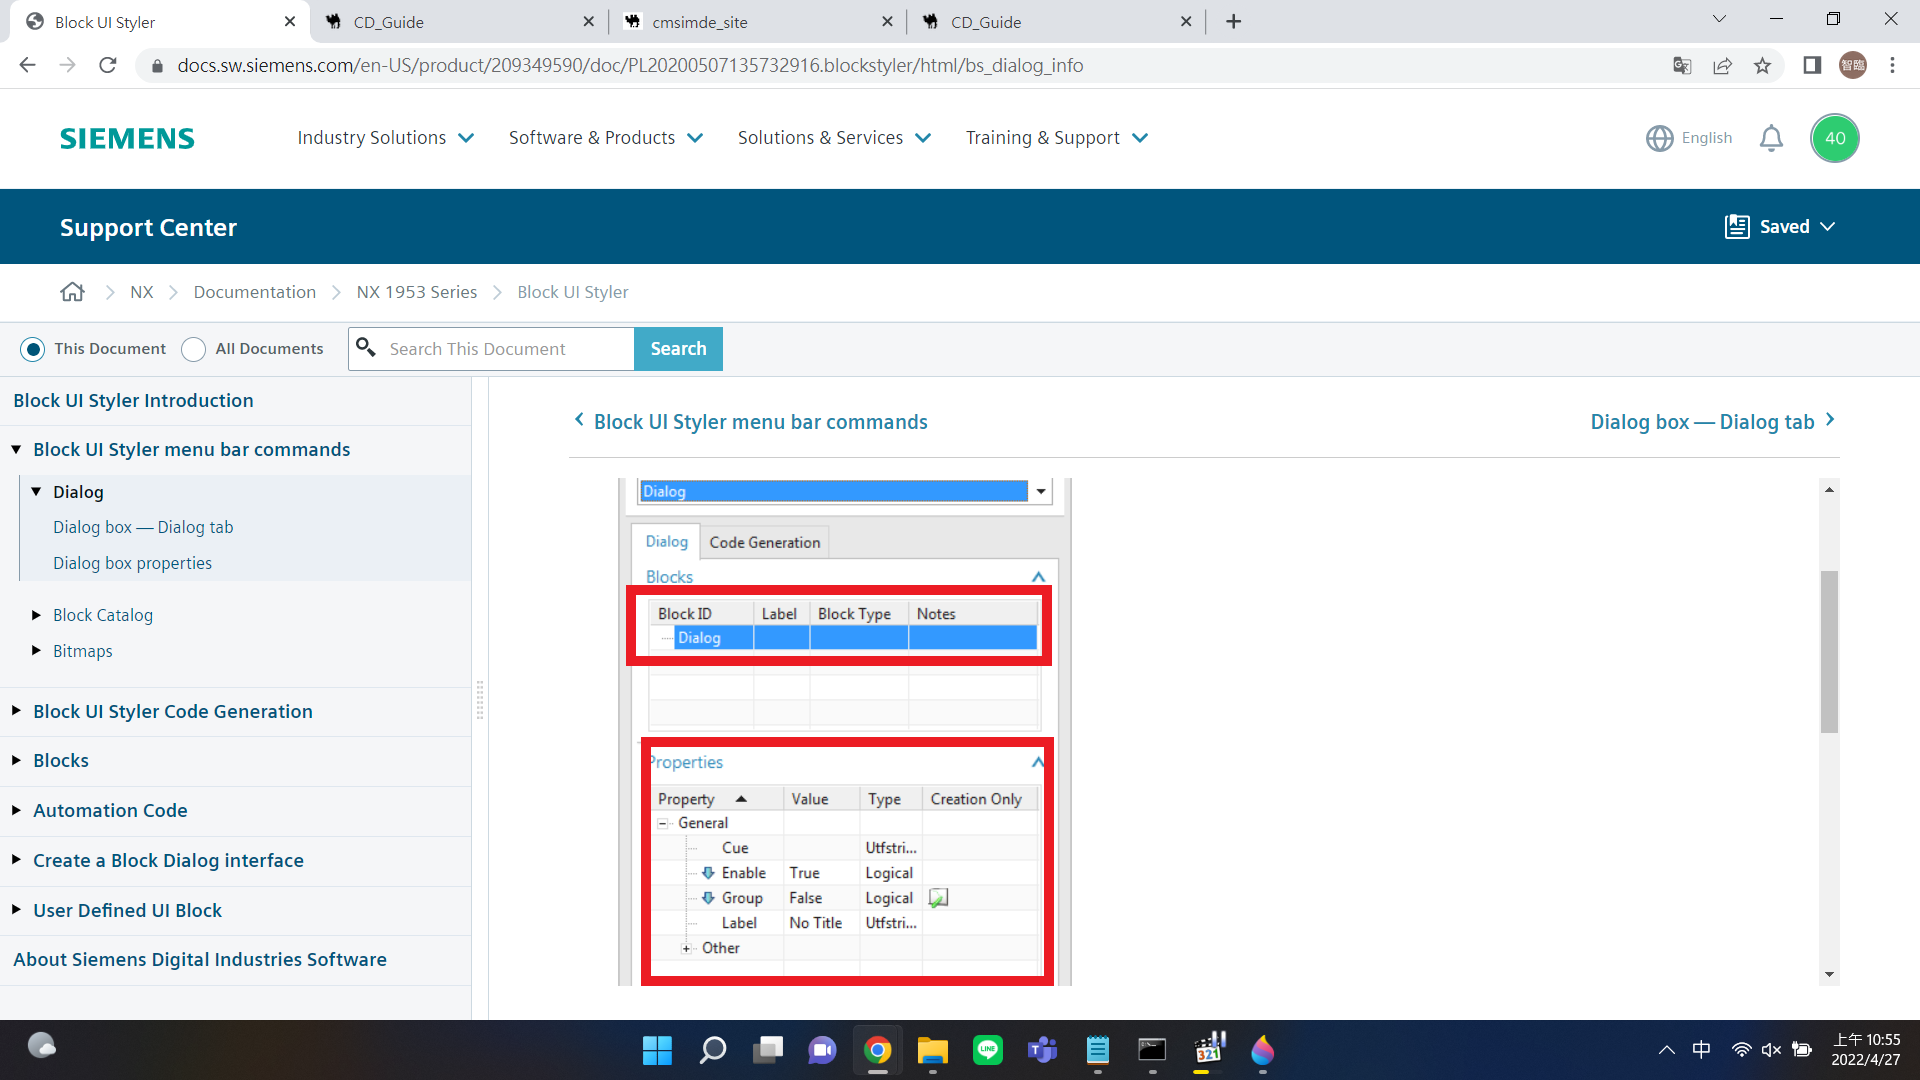 Block UI Styler
CD_Guide
cmsimde_site
CD_Guide
docs.sw.siemens.com/en-US/product/209349590/doc/PL20200507135732916.blockstyler/html/bs_dialog_info
智臨
SIEMENS
Industry Solutions
Software & Products
Solutions & Services
Training & Support
English
40
Support Center
Saved
NX
Documentation
NX 1953 Series
Block UI Styler
This Document
All Documents
Search This Document
Search
Block UI Styler Introduction
Block UI Styler menu bar commands
Dialog
Dialog box — Dialog tab
Dialog box properties
Block Catalog
Bitmaps
Block UI Styler Code Generation
Blocks
Automation Code
Create a Block Dialog interface
User Defined UI Block
About Siemens Digital Industries Software
Block UI Styler menu bar commands
Dialog box — Dialog tab
Dialog
Dialog Code Generation
Blocks
Block ID Label Block Type Notes
Dialog
Properties
Property Value Type Creation Only
General
Cue Utfstri...
Enable True Logical
Group False Logical
Label No Title Utfstri...
Other
LINE
321
中
上午 10:55
2022/4/27